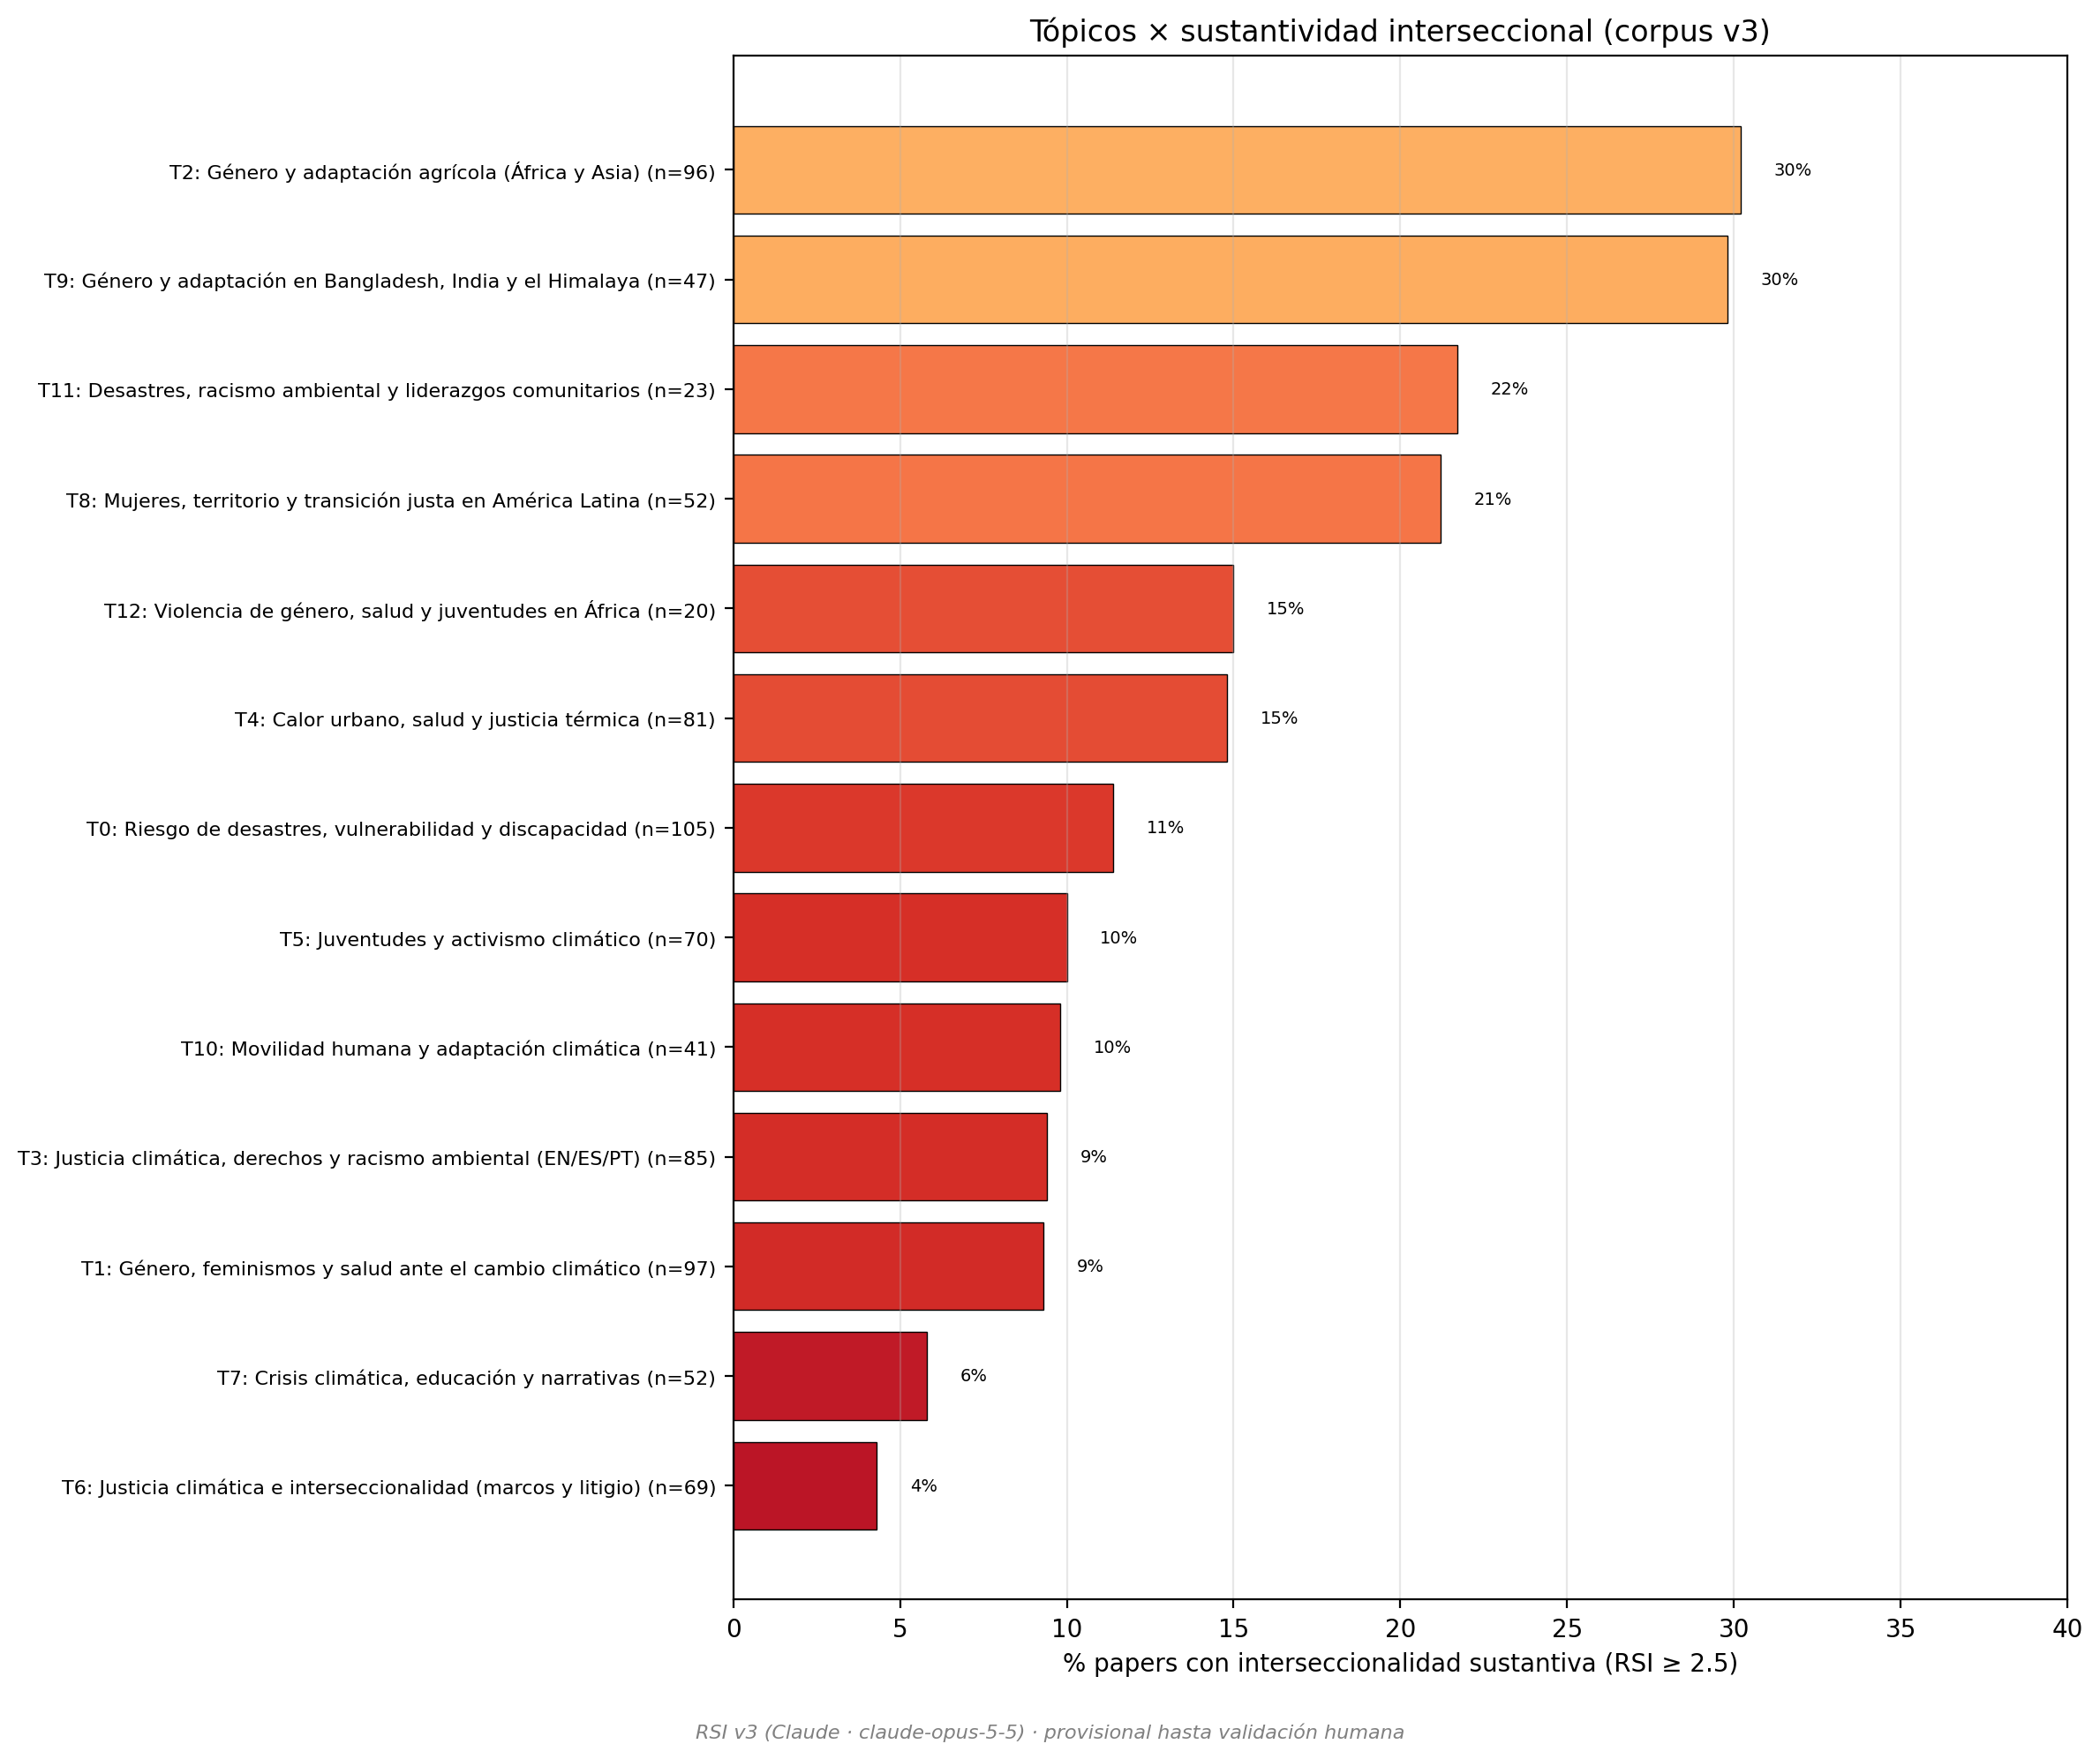 Tópicos × sustantividad interseccional (corpus v3)
T2: Género y adaptación agrícola (África y Asia) (n=96)
30%
T9: Género y adaptación en Bangladesh, India y el Himalaya (n=47)
30%
T11: Desastres, racismo ambiental y liderazgos comunitarios (n=23)
22%
T8: Mujeres, territorio y transición justa en América Latina (n=52)
21%
T12: Violencia de género, salud y juventudes en África (n=20)
15%
T4: Calor urbano, salud y justicia térmica (n=81)
15%
T0: Riesgo de desastres, vulnerabilidad y discapacidad (n=105)
11%
T5: Juventudes y activismo climático (n=70)
10%
T10: Movilidad humana y adaptación climática (n=41)
10%
T3: Justicia climática, derechos y racismo ambiental (EN/ES/PT) (n=85)
9%
T1: Género, feminismos y salud ante el cambio climático (n=97)
9%
T7: Crisis climática, educación y narrativas (n=52)
6%
T6: Justicia climática e interseccionalidad (marcos y litigio) (n=69)
4%
0 5 10 15 20 25 30 35 40
% papers con interseccionalidad sustantiva (RSI ≥ 2.5)
RSI v3 (Claude · claude-opus-5-5) · provisional hasta validación humana